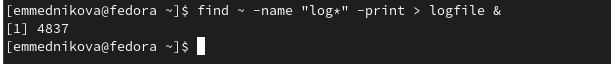 [emmednikova@fedora ~]$ find ~ -name "log*" -print > logfile &
[1] 4837
[emmednikova@fedora ~]$